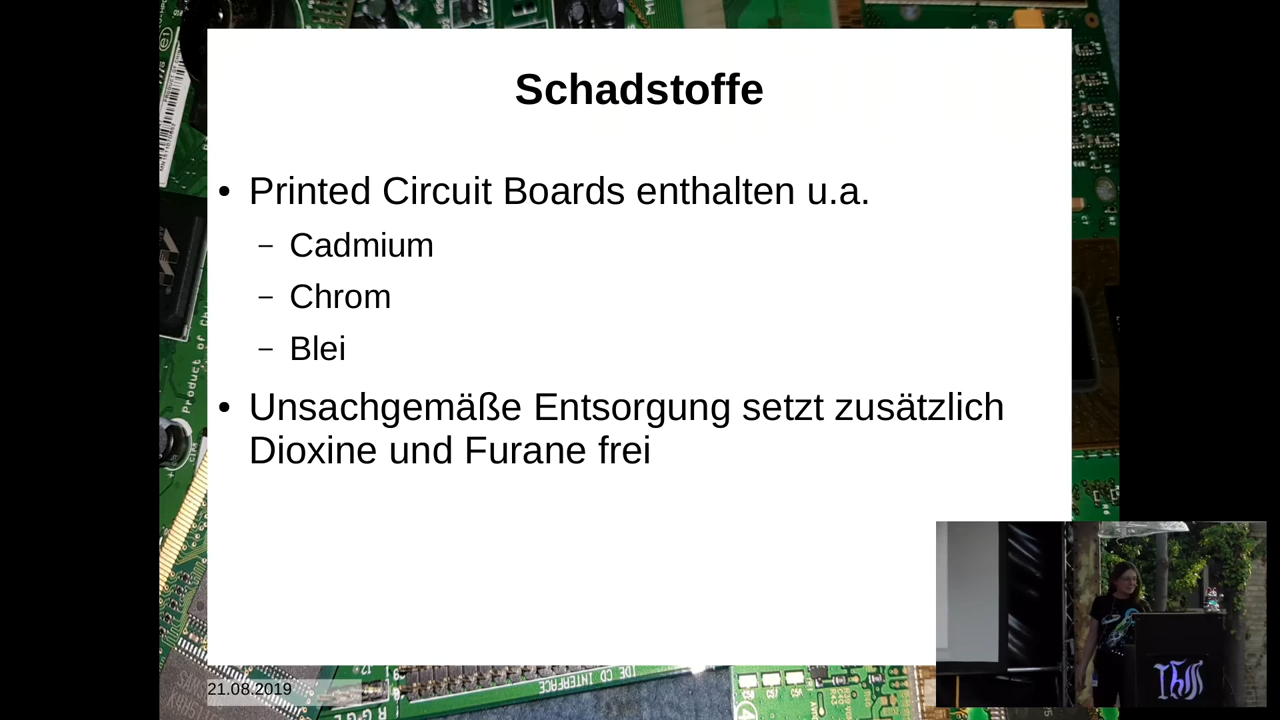 Schadstoffe
• Printed Circuit Boards enthalten u.a.
– Cadmium
– Chrom
– Blei
• Unsachgemäße Entsorgung setzt zusätzlich
Dioxine und Furane frei
21.08.2019
IDE CD INTERFACE